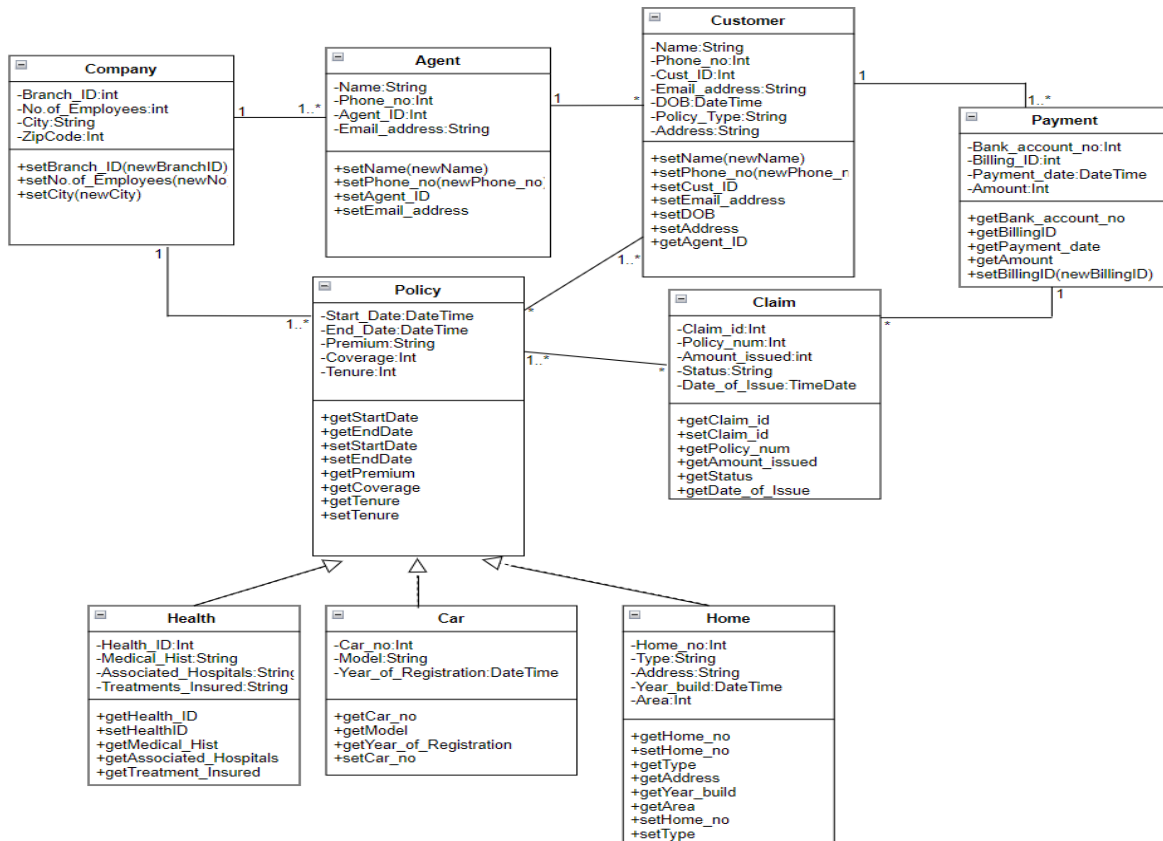 Company
-Branch_ID:int
-No.of_Employees:int
-City:String
-ZipCode:Int
+setBranch_ID(newBranchID)
+setNo.of_Employees(newNo
+setCity(newCity)
1
1..*
1
1..*
Agent
-Name:String
-Phone_no:Int
-Agent_ID:Int
-Email_address:String
+setName(newName)
+setPhone_no(newPhone_no)
+setAgent_ID
+setEmail_address
1
*
Customer
-Name:String
-Phone_no:Int
-Cust_ID:Int
-Email_address:String
-DOB:DateTime
-Policy_Type:String
-Address:String
+setName(newName)
+setPhone_no(newPhone_n
+setCust_ID
+setEmail_address
+setDOB
+setAddress
+getAgent_ID
1
1..*
1..*
*
Payment
-Bank_account_no:Int
-Billing_ID:int
-Payment_date:DateTime
-Amount:Int
+getBank_account_no
+getBillingID
+getPayment_date
+getAmount
+setBillingID(newBillingID)
1
*
Policy
-Start_Date:DateTime
-End_Date:DateTime
-Premium:String
-Coverage:Int
-Tenure:Int
+getStartDate
+getEndDate
+setStartDate
+setEndDate
+getPremium
+getCoverage
+getTenure
+setTenure
1..*
*
Claim
-Claim_id:Int
-Policy_num:Int
-Amount_issued:int
-Status:String
-Date_of_Issue:TimeDate
+getClaim_id
+setClaim_id
+getPolicy_num
+getAmount_issued
+getStatus
+getDate_of_Issue
Health
-Health_ID:Int
-Medical_Hist:String
-Associated_Hospitals:String
-Treatments_Insured:String
+getHealth_ID
+setHealthID
+getMedical_Hist
+getAssociated_Hospitals
+getTreatment_Insured
Car
-Car_no:Int
-Model:String
-Year_of_Registration:DateTime
+getCar_no
+getModel
+getYear_of_Registration
+setCar_no
Home
-Home_no:Int
-Type:String
-Address:String
-Year_build:DateTime
-Area:Int
+getHome_no
+setHome_no
+getType
+getAddress
+getYear_build
+getArea
+setHome_no
+setType